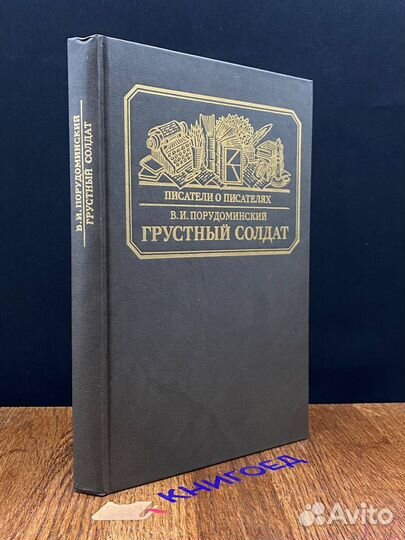 В. И. ПОРУДОМИНСКИЙ
ГРУСТНЫЙ СОЛДАТ
ПИСАТЕЛИ О ПИСАТЕЛЯХ
В. И. ПОРУДОМИНСКИЙ
ГРУСТНЫЙ СОЛДАТ
КНИГОЕД
Avito